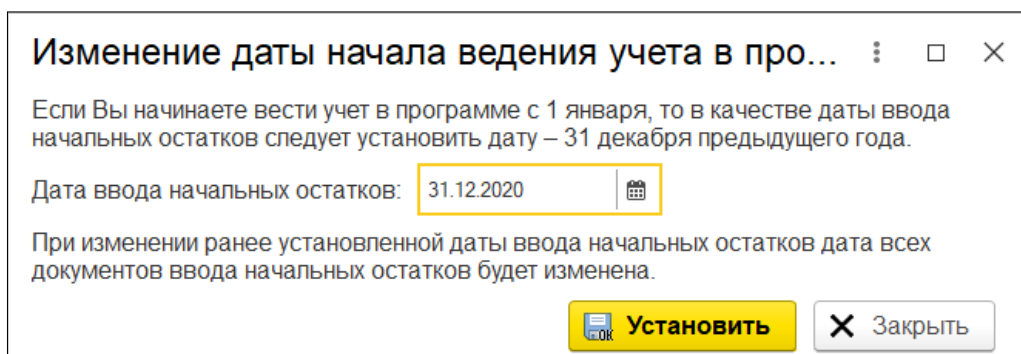 Изменение даты начала ведения учета в про...
Если Вы начинаете вести учет в программе с 1 января, то в качестве даты ввода
начальных остатков следует установить дату – 31 декабря предыдущего года.
Дата ввода начальных остатков: 31.12.2020
При изменении ранее установленной даты ввода начальных остатков дата всех
документов ввода начальных остатков будет изменена.
OK Установить Закрыть